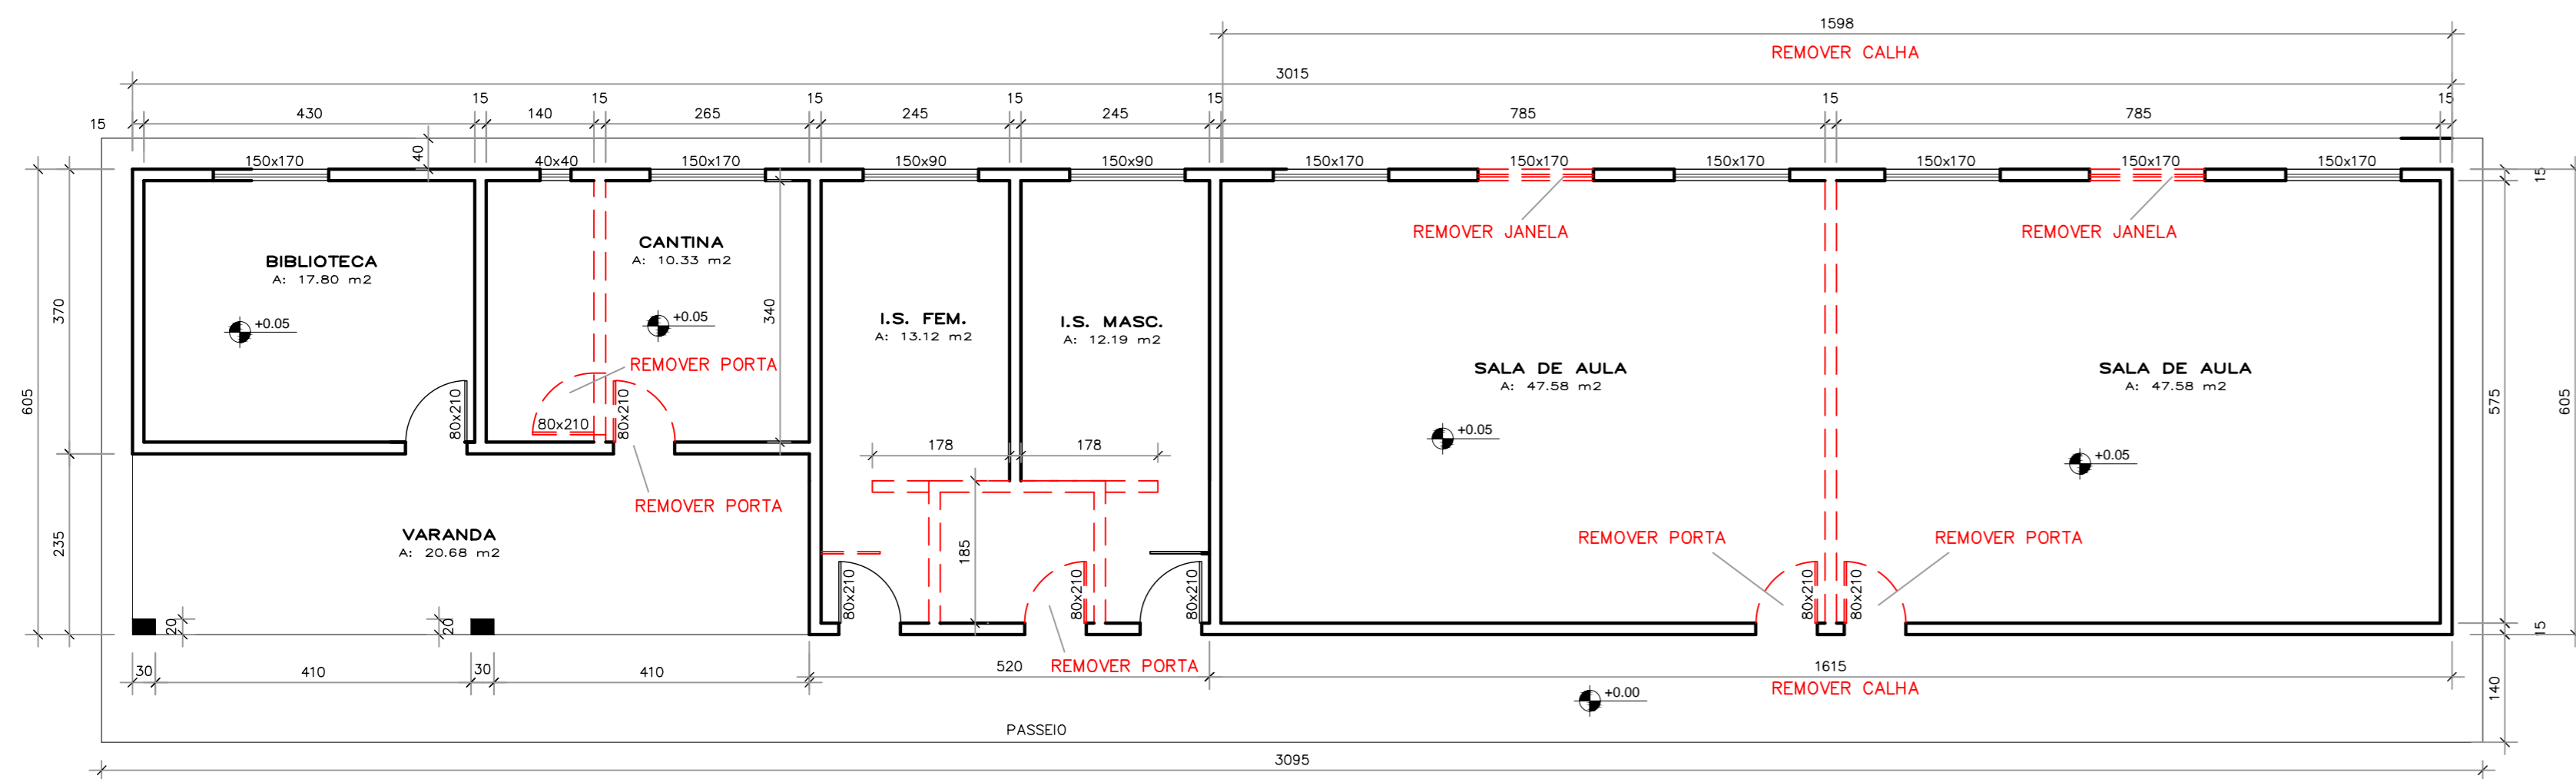 1598
REMOVER CALHA
3015
15
430
15
140
15
265
15
245
15
245
15
785
15
785
15
40
150x170
40x40
150x170
150x90
150x90
150x170
150x170
150x170
150x170
150x170
150x170
15
REMOVER JANELA
REMOVER JANELA
BIBLIOTECA
A: 17.80 m2
+0.05
CANTINA
A: 10.33 m2
+0.05
340
I.S. FEM.
A: 13.12 m2
I.S. MASC.
A: 12.19 m2
SALA DE AULA
A: 47.58 m2
+0.05
SALA DE AULA
A: 47.58 m2
+0.05
605
370
235
575
605
REMOVER PORTA
80x210
80x210
80x210
REMOVER PORTA
178
178
185
VARANDA
A: 20.68 m2
REMOVER PORTA
REMOVER PORTA
80x210
80x210
80x210
80x210
80x210
20
20
15
30
410
30
410
520
REMOVER PORTA
1615
REMOVER CALHA
+0.00
140
PASSEIO
3095